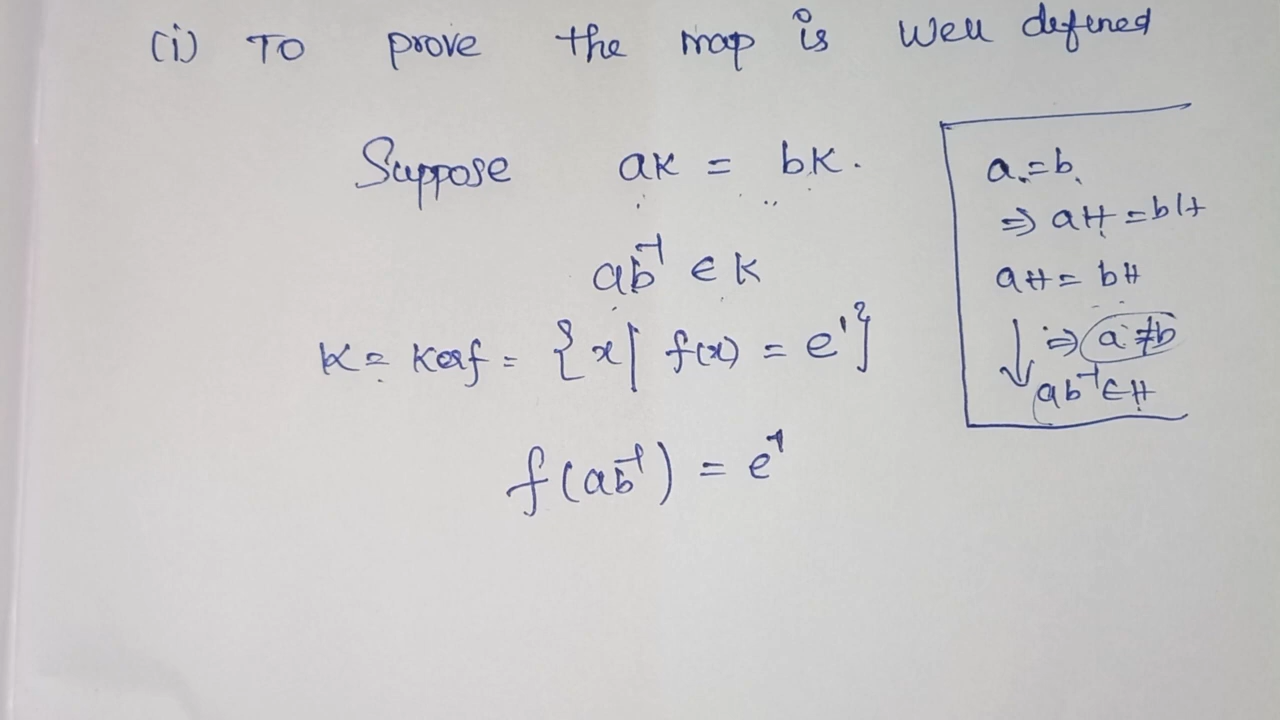 (i) To prove the map is well defined
Suppose aK = bK.
ab⁻¹ ∈ K
K = Kerf = {x | f(x) = e'}
f(ab⁻¹) = e'
a = b
⇒ aH = bH
aH = bH
↓ ⇒ a ≠ b
ab⁻¹ ∈ H